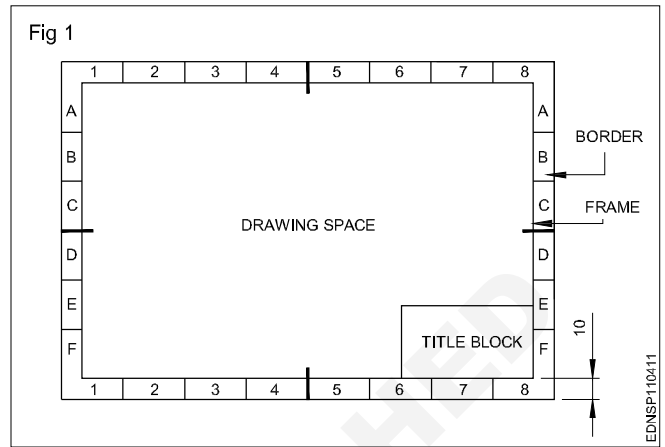 Fig 1
1 2 3 4 5 6 7 8
A A
B B
BORDER
C C
FRAME
DRAWING SPACE
D D
E E
TITLE BLOCK
F F
10
1 2 3 4 5 6 7 8
EDNSP110411
HED